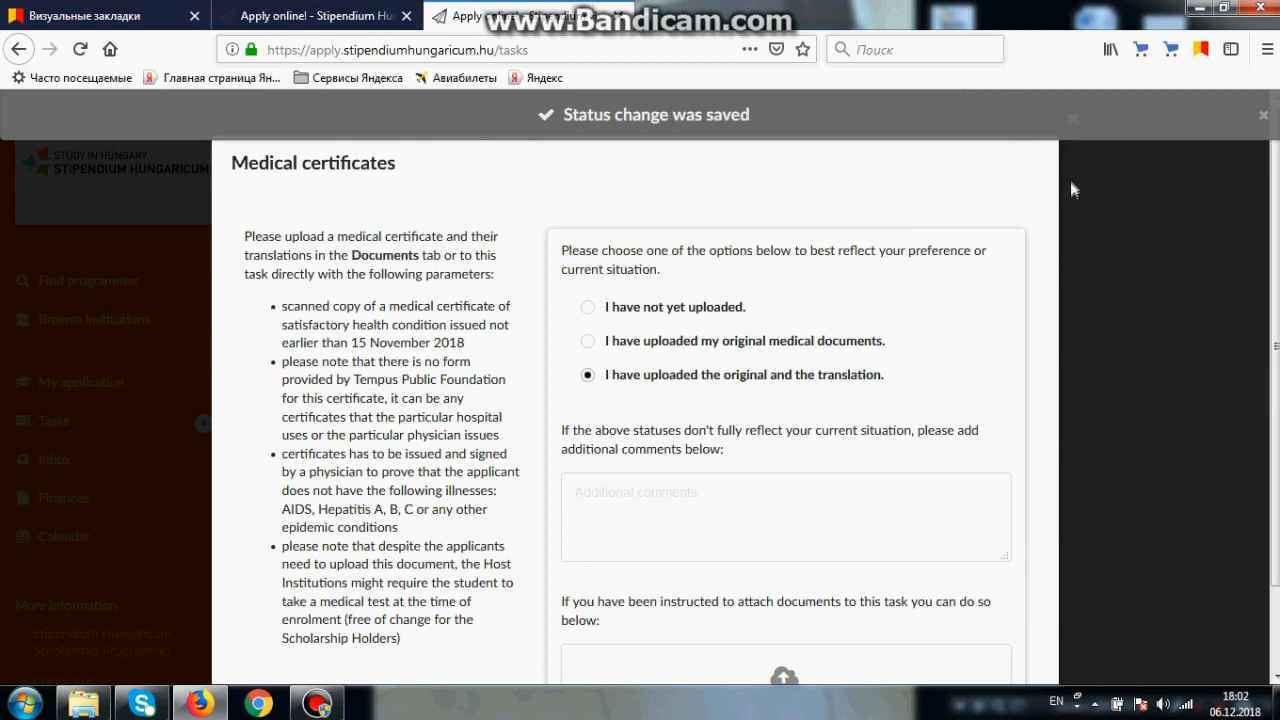 www.Bandicam.com
Визуальные закладки
Apply online! - Stipendium Hu
https://apply.stipendiumhungaricum.hu/tasks
Поиск
Часто посещаемые
Главная страница Ян...
Сервисы Яндекса
Авиабилеты
Яндекс
Status change was saved
STUDY IN HUNGARY
STIPENDIUM HUNGARICUM
Find programmes
Browse institutions
My application
Tasks
Inbox
Finances
Calendar
More information
Stipendium Hungaricum
Scholarship Programme
Medical certificates
Please upload a medical certificate and their
translations in the Documents tab or to this
task directly with the following parameters:
• scanned copy of a medical certificate of
satisfactory health condition issued not
earlier than 15 November 2018
• please note that there is no form
provided by Tempus Public Foundation
for this certificate, it can be any
certificates that the particular hospital
uses or the particular physician issues
• certificates has to be issued and signed
by a physician to prove that the applicant
does not have the following illnesses:
AIDS, Hepatitis A, B, C or any other
epidemic conditions
• please note that despite the applicants
need to upload this document, the Host
Institutions might require the student to
take a medical test at the time of
enrolment (free of change for the
Scholarship Holders)
Please choose one of the options below to best reflect your preference or
current situation.
I have not yet uploaded.
I have uploaded my original medical documents.
I have uploaded the original and the translation.
If the above statuses don't fully reflect your current situation, please add
additional comments below:
Additional comments
If you have been instructed to attach documents to this task you can do so
below:
EN
18:02
06.12.2018